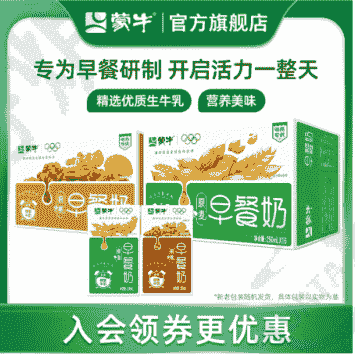 蒙牛 官方旗舰店
专为早餐研制 开启活力一整天
精选优质生牛乳 营养美味
蒙牛
蒙牛
早餐奶
早餐奶
早餐奶
早餐奶
*新老包装随机发货，具体包装以实物为准
入会领券更优惠